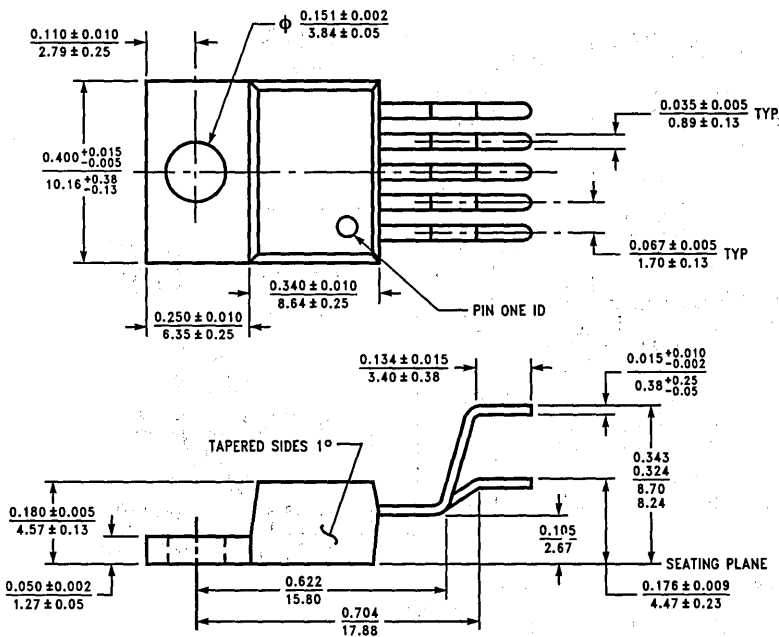 0.110 ± 0.010
2.79 ± 0.25
ϕ 0.151 ± 0.002
3.84 ± 0.05
0.400 +0.015 -0.005
10.16 +0.38 -0.13
0.035 ± 0.005 TYP
0.89 ± 0.13
0.067 ± 0.005 TYP
1.70 ± 0.13
0.340 ± 0.010
8.64 ± 0.25
PIN ONE ID
0.250 ± 0.010
6.35 ± 0.25
0.134 ± 0.015
3.40 ± 0.38
0.015 +0.010 -0.002
0.38 +0.25 -0.05
TAPERED SIDES 1°
0.343
0.324
8.70
8.24
0.180 ± 0.005
4.57 ± 0.13
0.105
2.67
SEATING PLANE
0.050 ± 0.002
1.27 ± 0.05
0.622
15.80
0.176 ± 0.009
4.47 ± 0.23
0.704
17.88